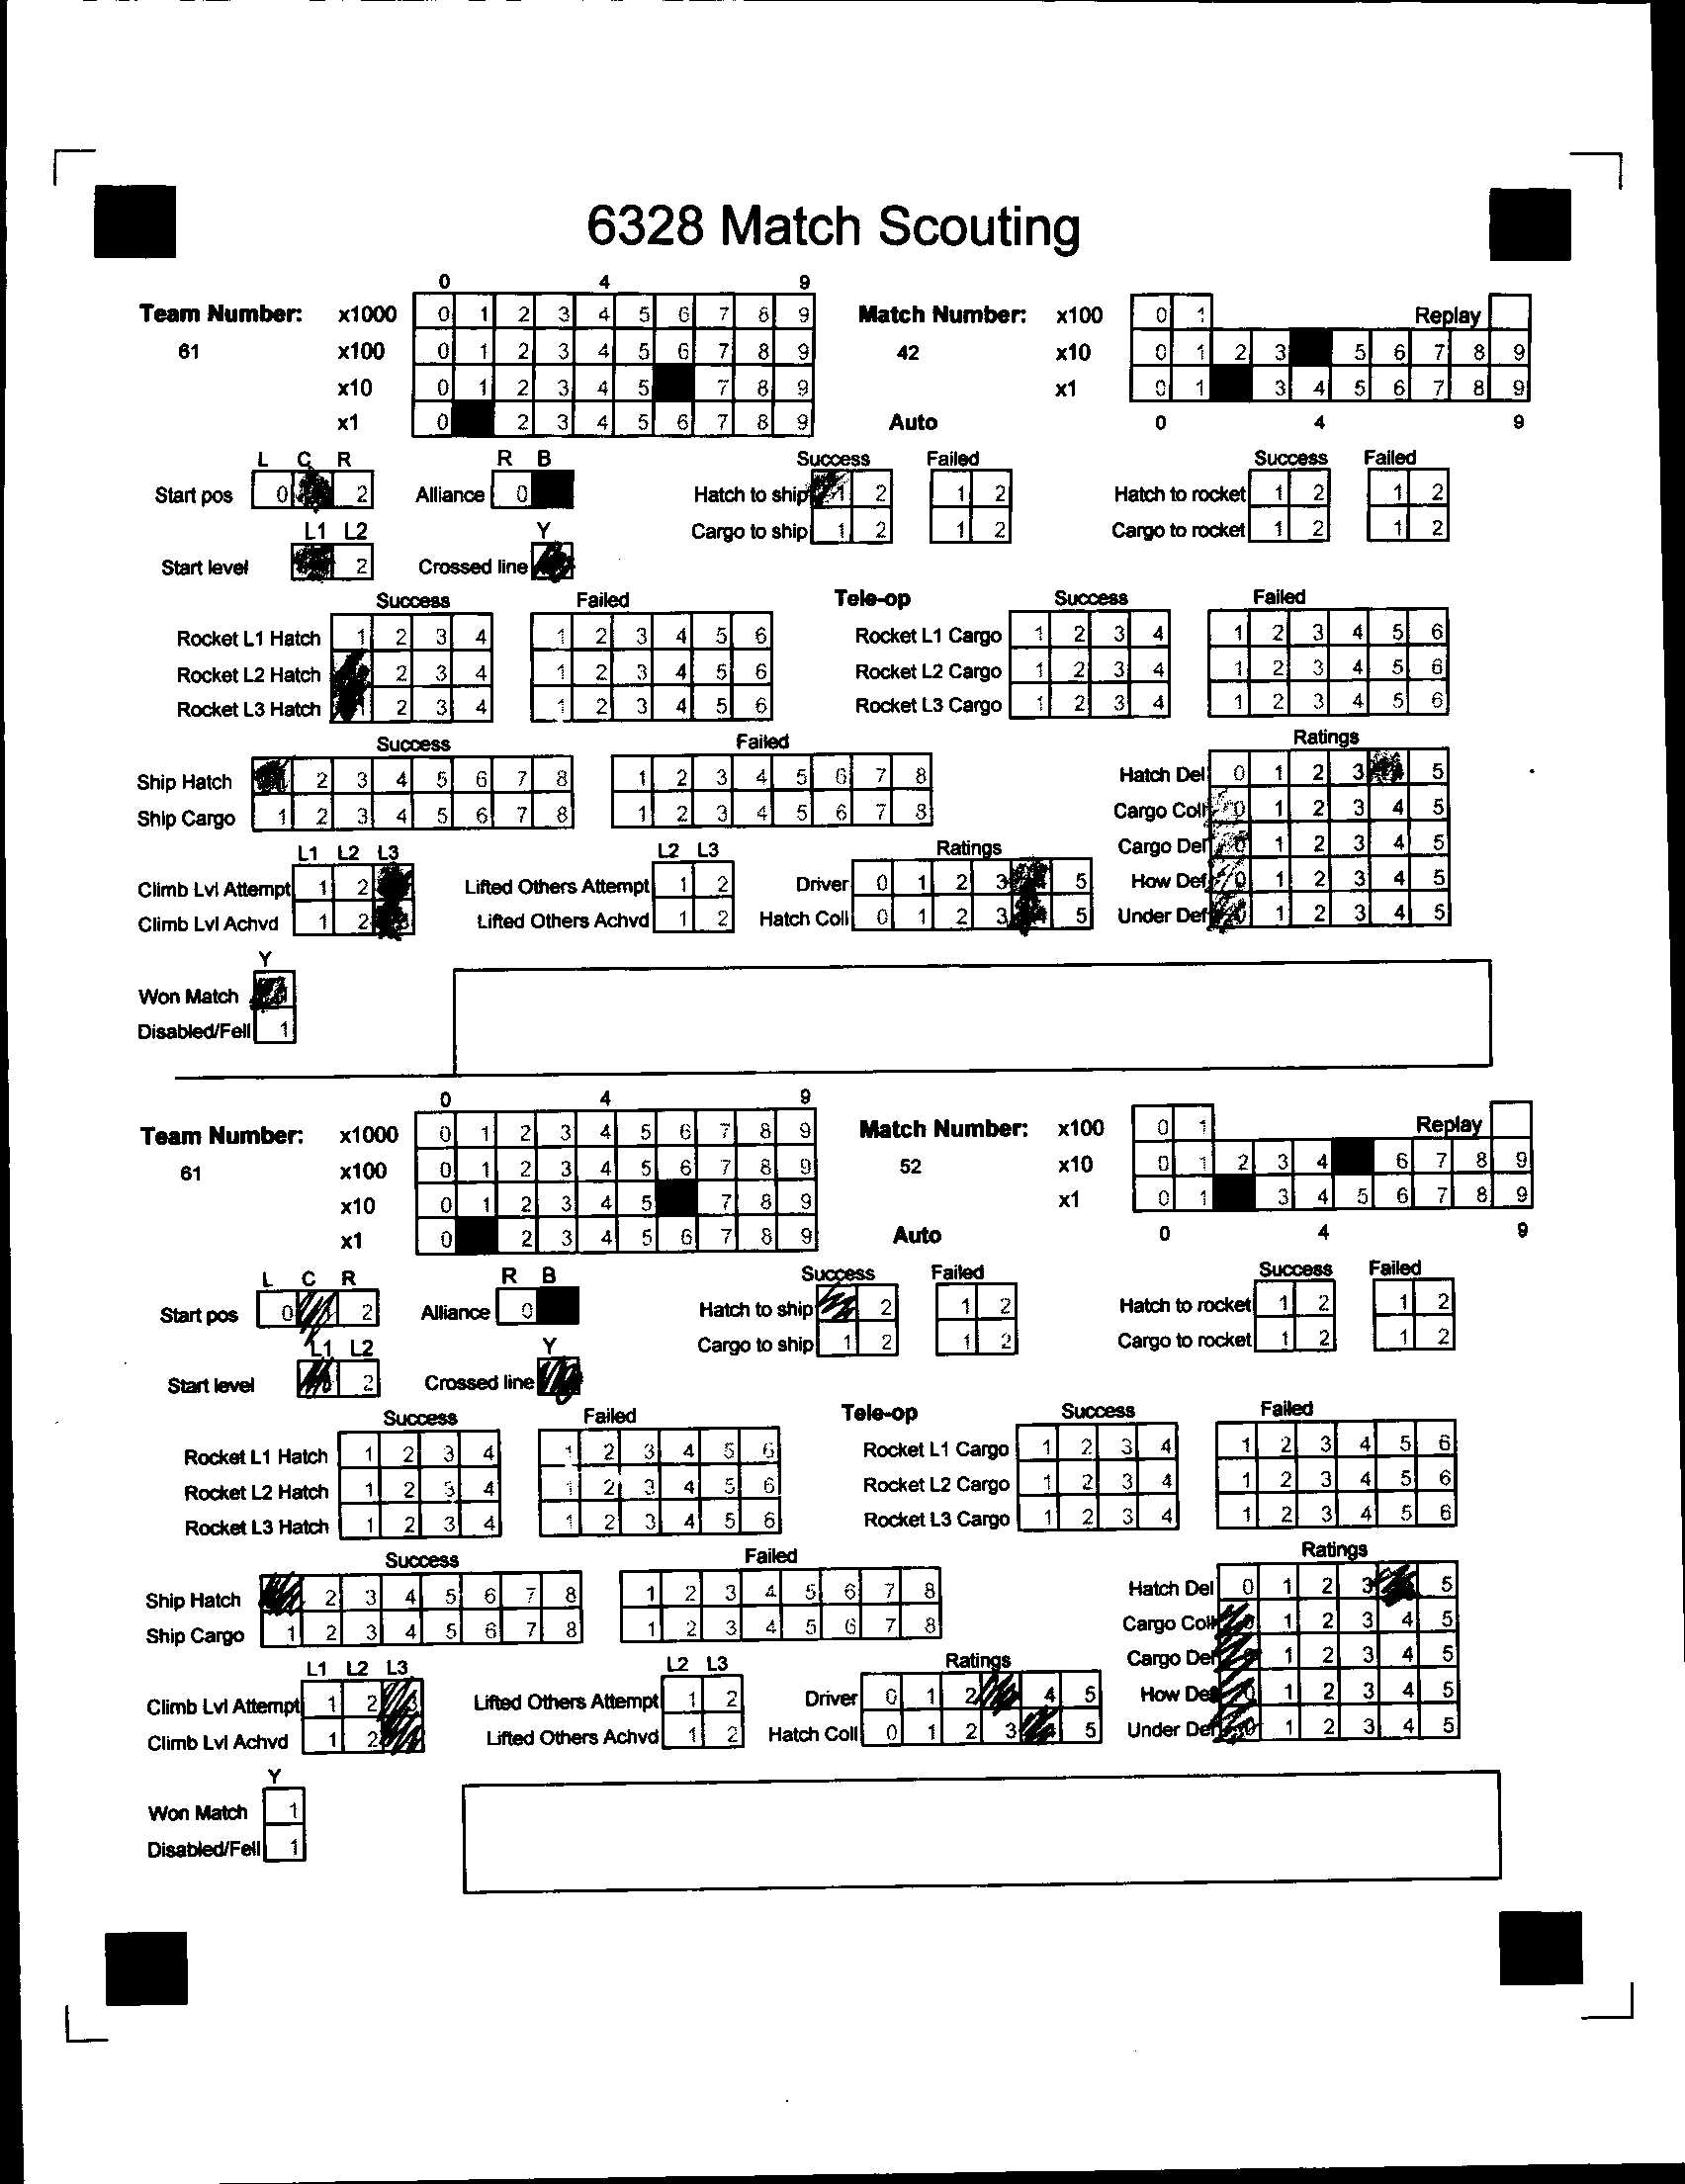 6328 Match Scouting
0 4 9
Team Number: x1000 0 1 2 3 4 5 6 7 8 9 Match Number: x100 0 1 Replay
61 x100 0 1 2 3 4 5 6 7 8 9 42 x10 0 1 2 3 5 6 7 8 9
x10 0 1 2 3 4 5 7 8 9 x1 0 1 3 4 5 6 7 8 9
x1 0 2 3 4 5 6 7 8 9 Auto 0 4 9
L C R R B Success Failed Success Failed
Start pos 0 2 Alliance 0 Hatch to ship 1 2 1 2 Hatch to rocket 1 2 1 2
L1 L2 Y Cargo to ship 1 2 1 2 Cargo to rocket 1 2 1 2
Start level 2 Crossed line
Success Failed Tele-op Success Failed
Rocket L1 Hatch 1 2 3 4 1 2 3 4 5 6 Rocket L1 Cargo 1 2 3 4 1 2 3 4 5 6
Rocket L2 Hatch 2 3 4 1 2 3 4 5 6 Rocket L2 Cargo 1 2 3 4 1 2 3 4 5 6
Rocket L3 Hatch 2 3 4 1 2 3 4 5 6 Rocket L3 Cargo 1 2 3 4 1 2 3 4 5 6
Success Failed Ratings
Ship Hatch 2 3 4 5 6 7 8 1 2 3 4 5 6 7 8 Hatch Del 0 1 2 3 5
Ship Cargo 1 2 3 4 5 6 7 8 1 2 3 4 5 6 7 8 Cargo Coll 0 1 2 3 4 5
L1 L2 L3 L2 L3 Ratings Cargo Del 0 1 2 3 4 5
Climb Lvl Attempt 1 2 Lifted Others Attempt 1 2 Driver 0 1 2 3 5 How Def 0 1 2 3 4 5
Climb Lvl Achvd 1 2 Lifted Others Achvd 1 2 Hatch Coll 0 1 2 3 5 Under Def 0 1 2 3 4 5
Y
Won Match
Disabled/Fell 1
0 4 9
Team Number: x1000 0 1 2 3 4 5 6 7 8 9 Match Number: x100 0 1 Replay
61 x100 0 1 2 3 4 5 6 7 8 9 52 x10 0 1 2 3 4 6 7 8 9
x10 0 1 2 3 4 5 7 8 9 x1 0 1 3 4 5 6 7 8 9
x1 0 2 3 4 5 6 7 8 9 Auto 0 4 9
L C R R B Success Failed Success Failed
Start pos 0 2 Alliance 0 Hatch to ship 2 1 2 Hatch to rocket 1 2 1 2
L1 L2 Y Cargo to ship 1 2 1 2 Cargo to rocket 1 2 1 2
Start level 2 Crossed line
Success Failed Tele-op Success Failed
Rocket L1 Hatch 1 2 3 4 1 2 3 4 5 6 Rocket L1 Cargo 1 2 3 4 1 2 3 4 5 6
Rocket L2 Hatch 1 2 3 4 1 2 3 4 5 6 Rocket L2 Cargo 1 2 3 4 1 2 3 4 5 6
Rocket L3 Hatch 1 2 3 4 1 2 3 4 5 6 Rocket L3 Cargo 1 2 3 4 1 2 3 4 5 6
Success Failed Ratings
Ship Hatch 2 3 4 5 6 7 8 1 2 3 4 5 6 7 8 Hatch Del 0 1 2 3 5
Ship Cargo 1 2 3 4 5 6 7 8 1 2 3 4 5 6 7 8 Cargo Coll 1 2 3 4 5
L1 L2 L3 L2 L3 Ratings Cargo Del 1 2 3 4 5
Climb Lvl Attempt 1 2 Lifted Others Attempt 1 2 Driver 0 1 2 4 5 How Def 1 2 3 4 5
Climb Lvl Achvd 1 2 Lifted Others Achvd 1 2 Hatch Coll 0 1 2 3 5 Under Def 0 1 2 3 4 5
Y
Won Match 1
Disabled/Fell 1